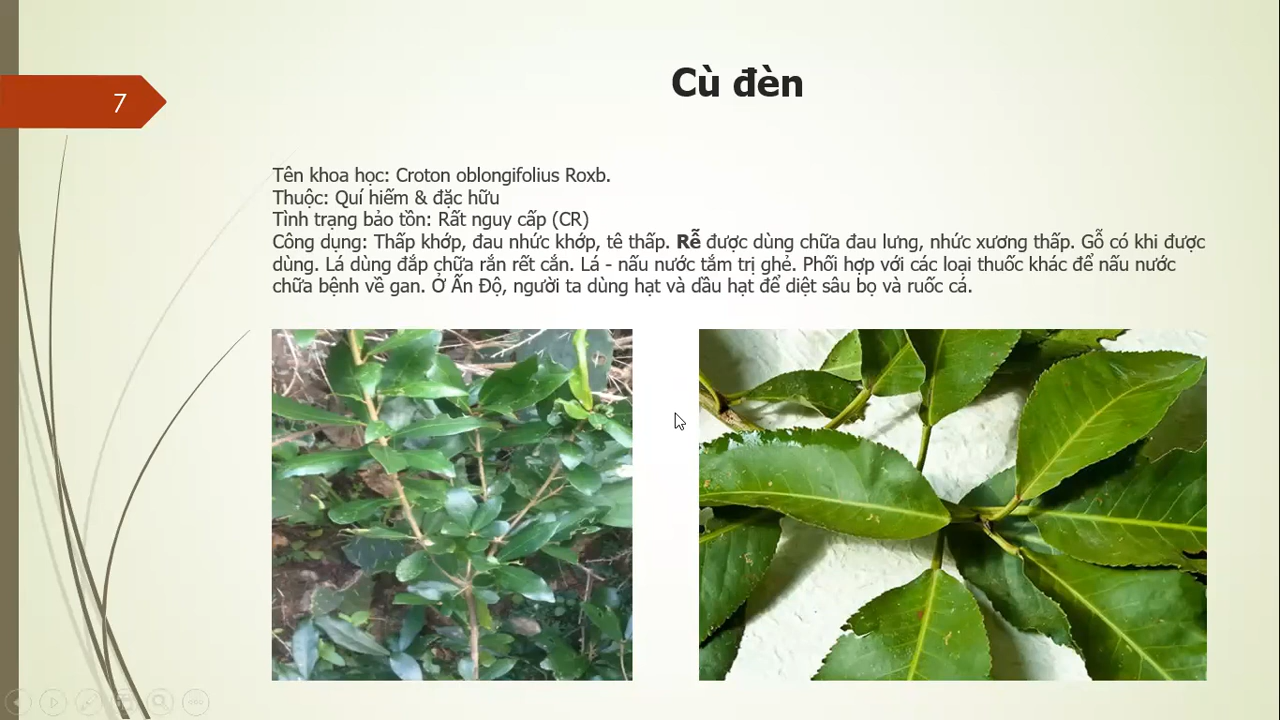 Cù đèn
7
Tên khoa học: Croton oblongifolius Roxb.
Thuộc: Quí hiếm & đặc hữu
Tình trạng bảo tồn: Rất nguy cấp (CR)
Công dụng: Thấp khớp, đau nhức khớp, tê thấp. Rễ được dùng chữa đau lưng, nhức xương thấp. Gỗ có khi được
dùng. Lá dùng đắp chữa rắn rết cắn. Lá - nấu nước tắm trị ghẻ. Phối hợp với các loại thuốc khác để nấu nước
chữa bệnh về gan. Ở Ấn Độ, người ta dùng hạt và dầu hạt để diệt sâu bọ và ruốc cá.